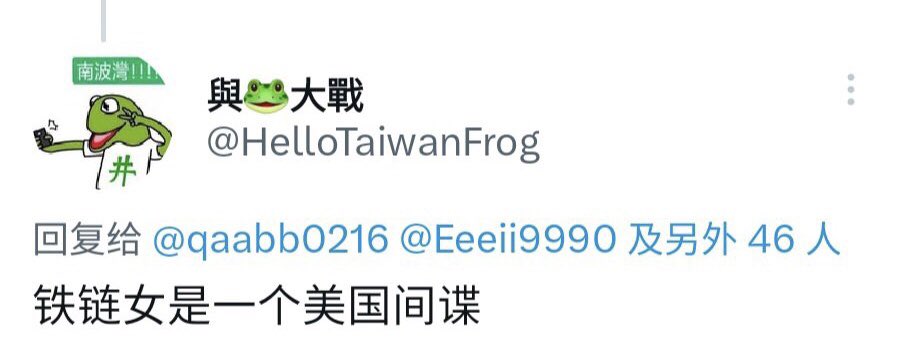 南波灣!!!!
與🐸大戰
@HelloTaiwanFrog
井
回复给 @qaabb0216 @Eeeii9990 及另外 46 人
铁链女是一个美国间谍